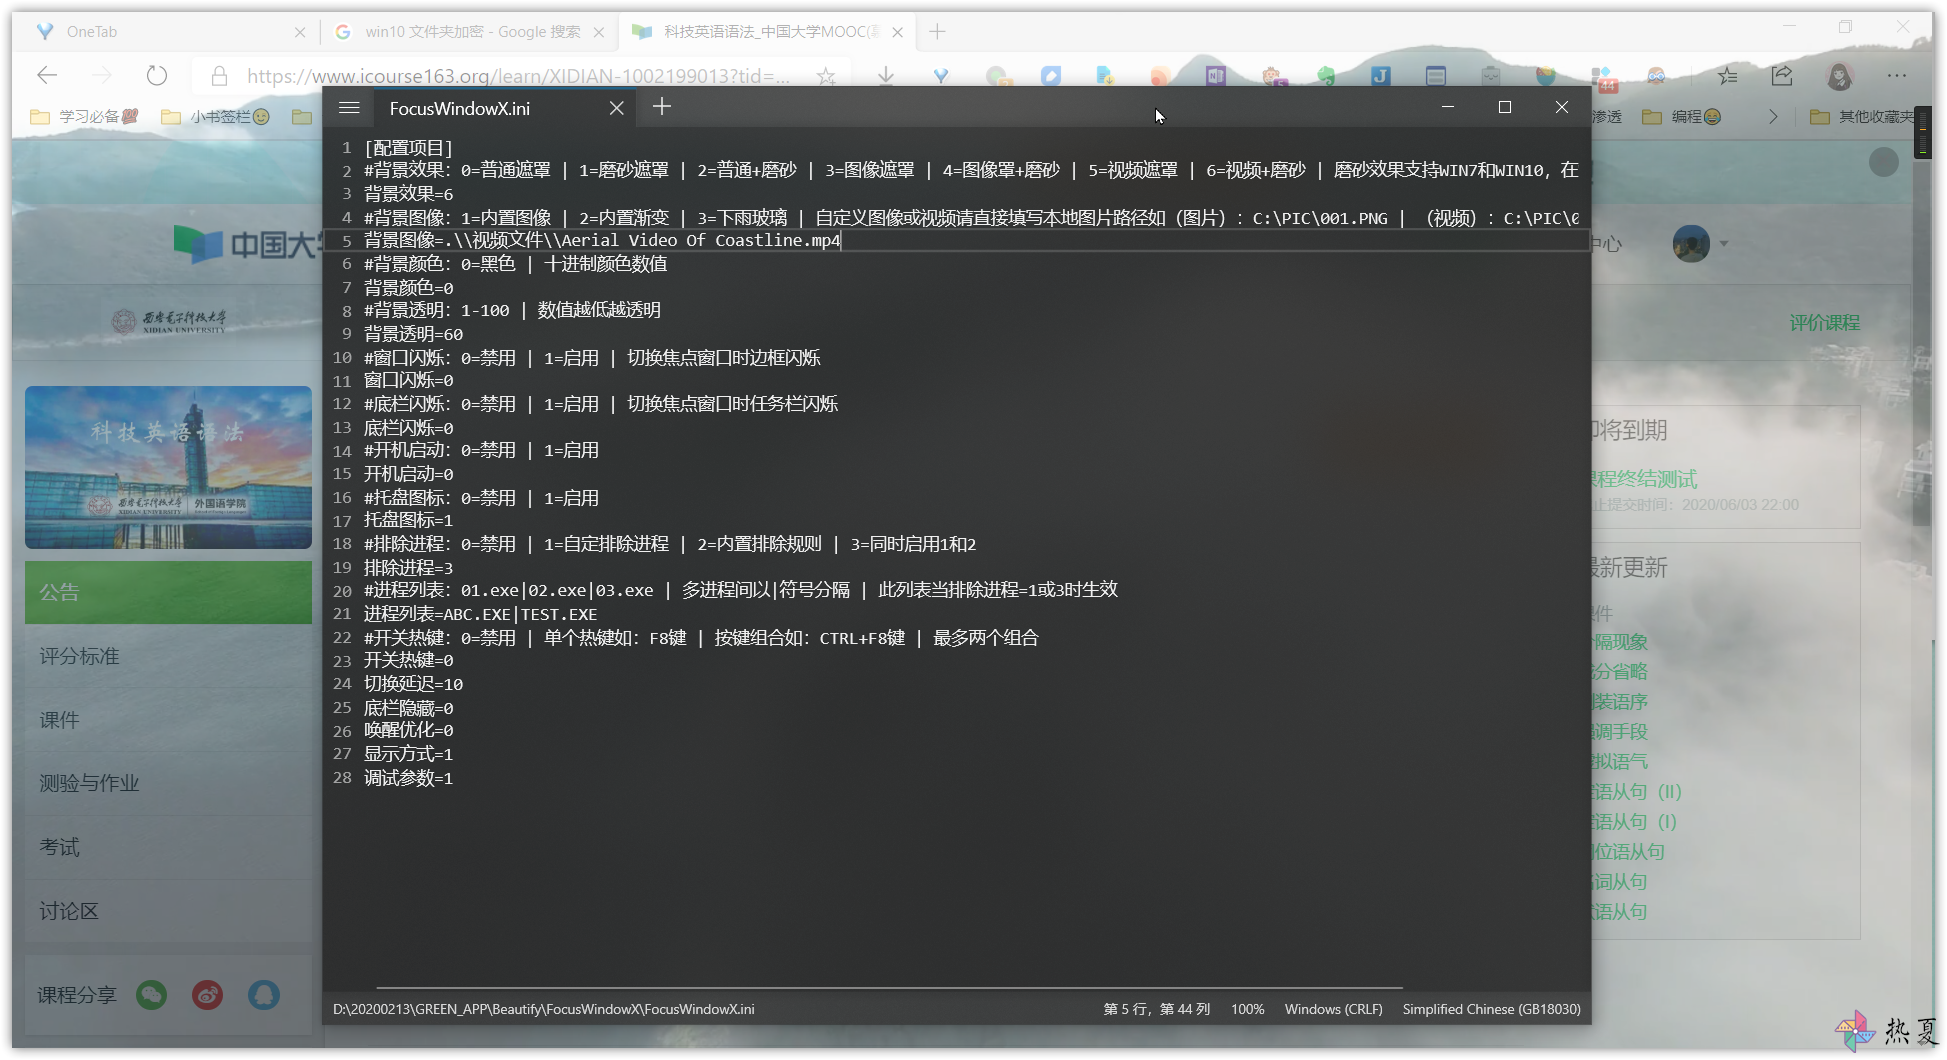 OneTab
win10 文件夹加密 - Google 搜索
科技英语语法_中国大学MOOC(慕
https://www.icourse163.org/learn/XIDIAN-1002199013?tid=...
44
学习必备💯
小书签栏
渗透
编程😂
其他收藏夹
FocusWindowX.ini
1 [配置项目]
2 #背景效果: 0=普通遮罩 | 1=磨砂遮罩 | 2=普通+磨砂 | 3=图像遮罩 | 4=图像罩+磨砂 | 5=视频遮罩 | 6=视频+磨砂 | 磨砂效果支持WIN7和WIN10, 在
3 背景效果=6
4 #背景图像: 1=内置图像 | 2=内置渐变 | 3=下雨玻璃 | 自定义图像或视频请直接填写本地图片路径如（图片）: C:\PIC\001.PNG | （视频）: C:\PIC\0
5 背景图像=.\\视频文件\\Aerial Video Of Coastline.mp4
6 #背景颜色: 0=黑色 | 十进制颜色数值
7 背景颜色=0
8 #背景透明: 1-100 | 数值越低越透明
9 背景透明=60
10 #窗口闪烁: 0=禁用 | 1=启用 | 切换焦点窗口时边框闪烁
11 窗口闪烁=0
12 #底栏闪烁: 0=禁用 | 1=启用 | 切换焦点窗口时任务栏闪烁
13 底栏闪烁=0
14 #开机启动: 0=禁用 | 1=启用
15 开机启动=0
16 #托盘图标: 0=禁用 | 1=启用
17 托盘图标=1
18 #排除进程: 0=禁用 | 1=自定排除进程 | 2=内置排除规则 | 3=同时启用1和2
19 排除进程=3
20 #进程列表: 01.exe|02.exe|03.exe | 多进程间以|符号分隔 | 此列表当排除进程=1或3时生效
21 进程列表=ABC.EXE|TEST.EXE
22 #开关热键: 0=禁用 | 单个热键如: F8键 | 按键组合如: CTRL+F8键 | 最多两个组合
23 开关热键=0
24 切换延迟=10
25 底栏隐藏=0
26 唤醒优化=0
27 显示方式=1
28 调试参数=1
D:\20200213\GREEN_APP\Beautify\FocusWindowX\FocusWindowX.ini
第 5 行，第 44 列
100%
Windows (CRLF)
Simplified Chinese (GB18030)
中国大学
西安电子科技大学
XIDIAN UNIVERSITY
科技英语语法
西安电子科技大学
外国语学院
公告
评分标准
课件
测验与作业
考试
讨论区
课程分享
中心
评价课程
即将到期
课程终结测试
止提交时间：2020/06/03 22:00
最新更新
课件
隔现象
分省略
装语序
调手段
拟语气
语从句（II）
语从句（I）
位语从句
词从句
语从句
热夏